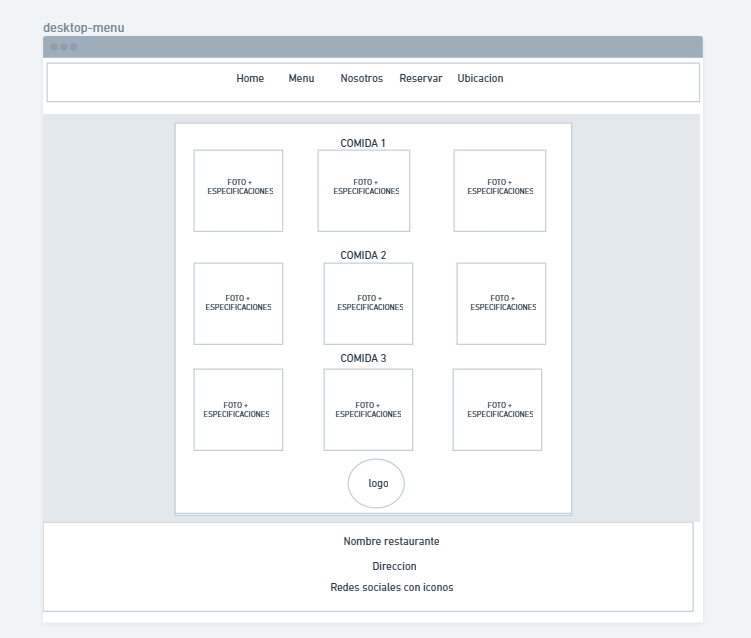 desktop-menu
Home Menu Nosotros Reservar Ubicacion
COMIDA 1
FOTO +
ESPECIFICACIONES
FOTO +
ESPECIFICACIONES
FOTO +
ESPECIFICACIONES
COMIDA 2
FOTO +
ESPECIFICACIONES
FOTO +
ESPECIFICACIONES
FOTO +
ESPECIFICACIONES
COMIDA 3
FOTO +
ESPECIFICACIONES
FOTO +
ESPECIFICACIONES
FOTO +
ESPECIFICACIONES
logo
Nombre restaurante
Direccion
Redes sociales con iconos